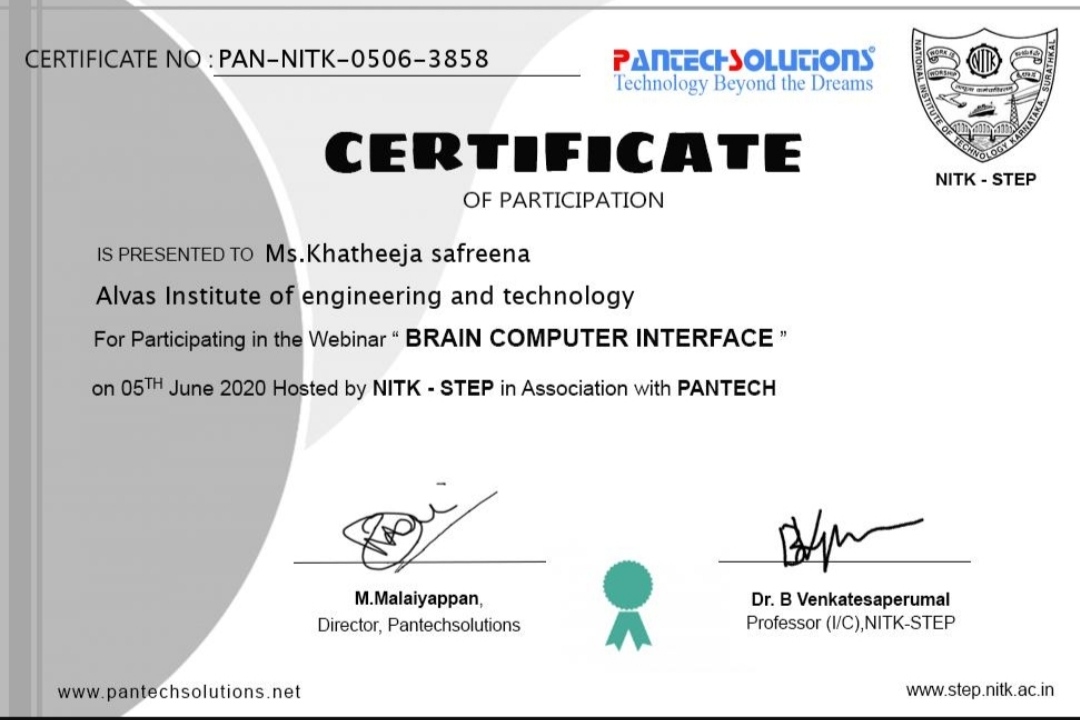 CERTIFICATE NO : PAN-NITK-0506-3858
PANTECHSOLUTIONS®
Technology Beyond the Dreams
NATIONAL INSTITUTE OF TECHNOLOGY KARNATAKA, SURATHKAL
WORK IS
WORSHIP
NITK
NITK - STEP
CERTIFICATE
OF PARTICIPATION
IS PRESENTED TO Ms.Khatheeja safreena
Alvas Institute of engineering and technology
For Participating in the Webinar “ BRAIN COMPUTER INTERFACE ”
on 05TH June 2020 Hosted by NITK - STEP in Association with PANTECH
M.Malaiyappan,
Director, Pantechsolutions
Dr. B Venkatesaperumal
Professor (I/C),NITK-STEP
www.pantechsolutions.net
www.step.nitk.ac.in